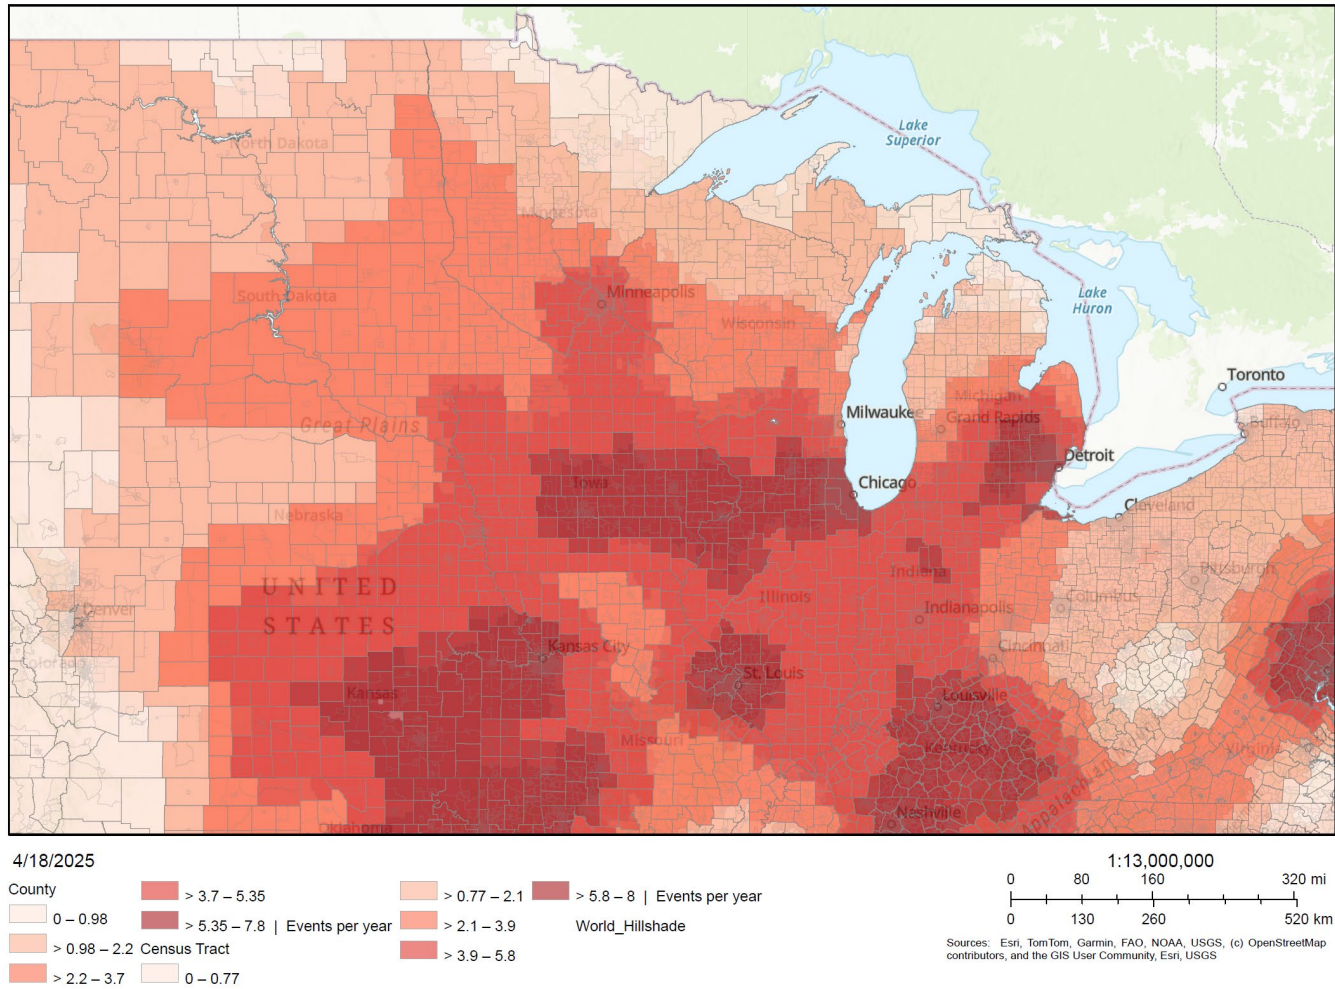 Lake
Superior
North Dakota
Minnesota
South Dakota
Minneapolis
Lake
Huron
Wisconsin
Toronto
Great Plains
Milwaukee
Michigan
Grand Rapids
Buffalo
Detroit
Iowa
Chicago
Cleveland
Nebraska
Pittsburgh
UNITED
STATES
Denver
Indiana
Illinois
Indianapolis
Columbus
Colorado
Kansas City
Cincinnati
St. Louis
Kansas
Louisville
Missouri
Kentucky
Virginia
Appalachian
Nashville
Oklahoma
4/18/2025
County
0 – 0.98
> 0.98 – 2.2
> 2.2 – 3.7
> 3.7 – 5.35
> 5.35 – 7.8 | Events per year
Census Tract
0 – 0.77
> 0.77 – 2.1
> 2.1 – 3.9
> 3.9 – 5.8
> 5.8 – 8 | Events per year
World_Hillshade
1:13,000,000
0 80 160 320 mi
0 130 260 520 km
Sources: Esri, TomTom, Garmin, FAO, NOAA, USGS, (c) OpenStreetMap
contributors, and the GIS User Community, Esri, USGS